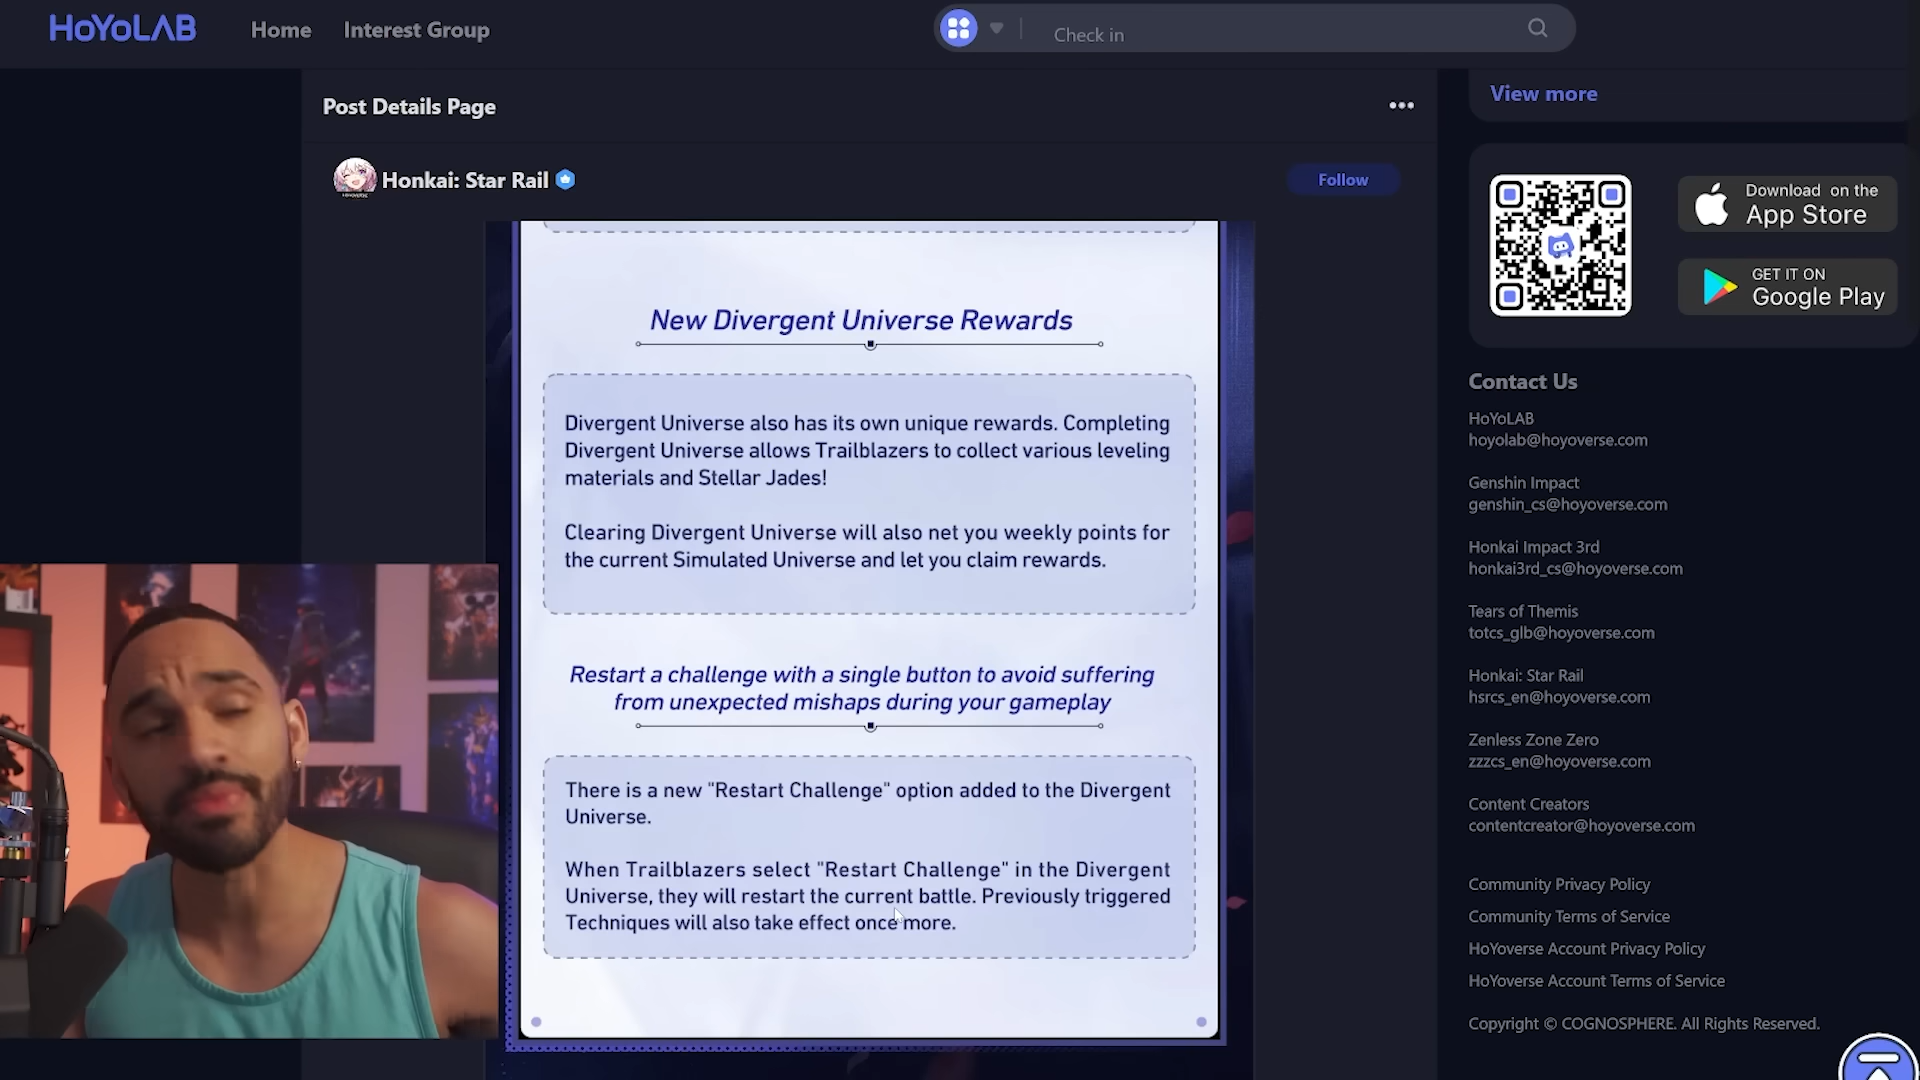 HoYoLAB
Home
Interest Group
Check in
Post Details Page
Honkai: Star Rail
Follow
New Divergent Universe Rewards
Divergent Universe also has its own unique rewards. Completing
Divergent Universe allows Trailblazers to collect various leveling
materials and Stellar Jades!
Clearing Divergent Universe will also net you weekly points for
the current Simulated Universe and let you claim rewards.
Restart a challenge with a single button to avoid suffering
from unexpected mishaps during your gameplay
There is a new "Restart Challenge" option added to the Divergent
Universe.
When Trailblazers select "Restart Challenge" in the Divergent
Universe, they will restart the current battle. Previously triggered
Techniques will also take effect once more.
View more
Download on the
App Store
GET IT ON
Google Play
Contact Us
HoYoLAB
hoyolab@hoyoverse.com
Genshin Impact
genshin_cs@hoyoverse.com
Honkai Impact 3rd
honkai3rd_cs@hoyoverse.com
Tears of Themis
totcs_glb@hoyoverse.com
Honkai: Star Rail
hsrcs_en@hoyoverse.com
Zenless Zone Zero
zzzcs_en@hoyoverse.com
Content Creators
contentcreator@hoyoverse.com
Community Privacy Policy
Community Terms of Service
HoYoverse Account Privacy Policy
HoYoverse Account Terms of Service
Copyright © COGNOSPHERE. All Rights Reserved.